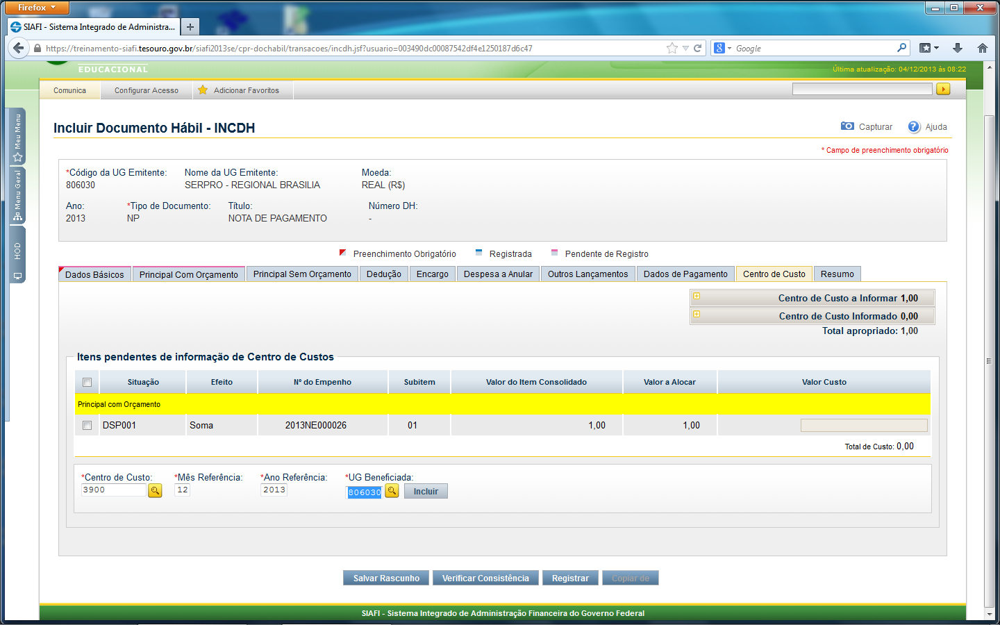 Firefox
SIAFI - Sistema Integrado de Administra...
https://treinamento-siafi.tesouro.gov.br/siafi2013se/cpr-dochabil/transacoes/incdh.jsf?usuario=003490dc00087542df4e1250187d6c47
Google
EDUCACIONAL
Última atualização: 04/12/2013 às 08:22
Comunica
Configurar Acesso
Adicionar Favoritos
Meu Menu
Menu Geral
HOD
Incluir Documento Hábil - INCDH
Capturar
Ajuda
* Campo de preenchimento obrigatório
*Código da UG Emitente: Nome da UG Emitente: Moeda:
806030 SERPRO - REGIONAL BRASILIA REAL (R$)
Ano: *Tipo de Documento: Título: Número DH:
2013 NP NOTA DE PAGAMENTO -
Preenchimento Obrigatório Registrada Pendente de Registro
Dados Básicos Principal Com Orçamento Principal Sem Orçamento Dedução Encargo Despesa a Anular Outros Lançamentos Dados de Pagamento Centro de Custo Resumo
Centro de Custo a Informar 1,00
Centro de Custo Informado 0,00
Total apropriado: 1,00
Itens pendentes de informação de Centro de Custos
Situação Efeito Nº do Empenho Subitem Valor do Item Consolidado Valor a Alocar Valor Custo
Principal com Orçamento
DSP001 Soma 2013NE000026 01 1,00 1,00
Total de Custo: 0,00
*Centro de Custo: *Mês Referência: *Ano Referência: *UG Beneficiada:
3900 12 2013 806030 Incluir
Salvar Rascunho Verificar Consistência Registrar Copiar de
SIAFI - Sistema Integrado de Administração Financeira do Governo Federal